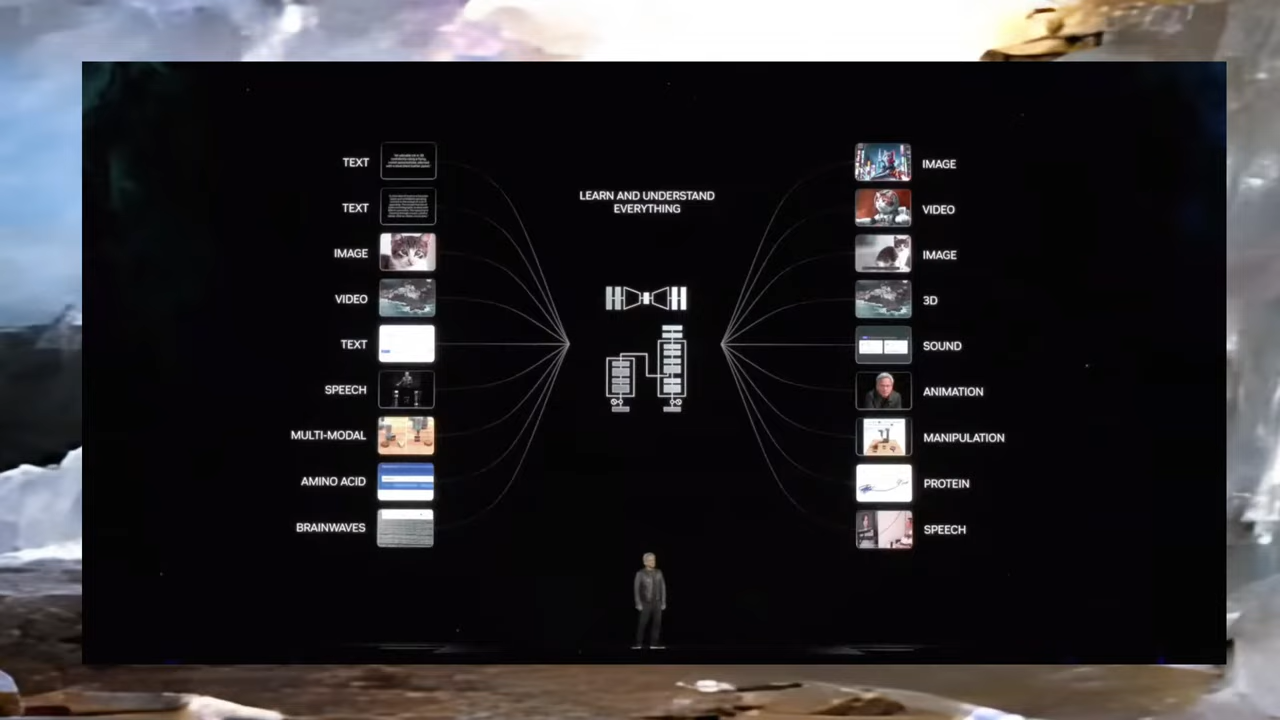 TEXT
TEXT
IMAGE
VIDEO
TEXT
SPEECH
MULTI-MODAL
AMINO ACID
BRAINWAVES
LEARN AND UNDERSTAND
EVERYTHING
IMAGE
VIDEO
IMAGE
3D
SOUND
ANIMATION
MANIPULATION
PROTEIN
SPEECH